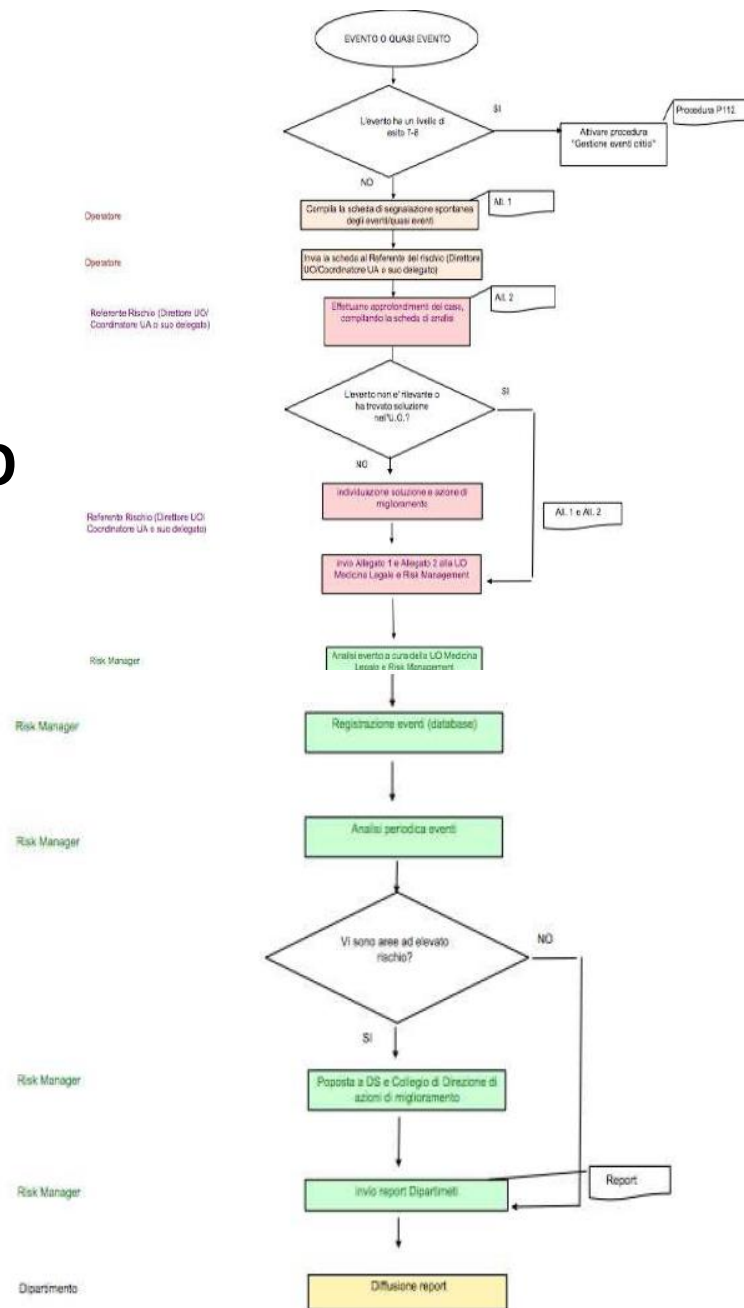 EVENTO O QUASI EVENTO
L'evento ha un livello di
esito 7-8
SI
Attivare procedura
"Gestione eventi critici"
Procedura P112
NO
Operatore
Compila la scheda di segnalazione spontanea
degli eventi/quasi eventi
All. 1
Operatore
Invia la scheda al Referente del rischio (Direttore
UO/Coordinatore UA o suo delegato)
Referente Rischio (Direttore UO/
Coordinatore UA o suo delegato)
Effettuano approfondimenti del caso,
compilando la scheda di analisi
All. 2
L'evento non e' rilevante o
ha trovato soluzione
nell'U.O.?
SI
NO
Referente Rischio (Direttore UO/
Coordinatore UA o suo delegato)
Individuazione soluzione e azione di
miglioramento
All. 1 e All. 2
invio Allegato 1 e Allegato 2 alla UO
Medicina Legale e Risk Management
Risk Manager
Analisi evento a cura della UO Medicina
Legale e Risk Management
Risk Manager
Registrazione eventi (database)
Risk Manager
Analisi periodica eventi
Vi sono aree ad elevato
rischio?
NO
SI
Risk Manager
Poposta a DS e Collegio di Direzione di
azioni di miglioramento
Risk Manager
invio report Dipartimeti
Report
Dipartimento
Diffusione report